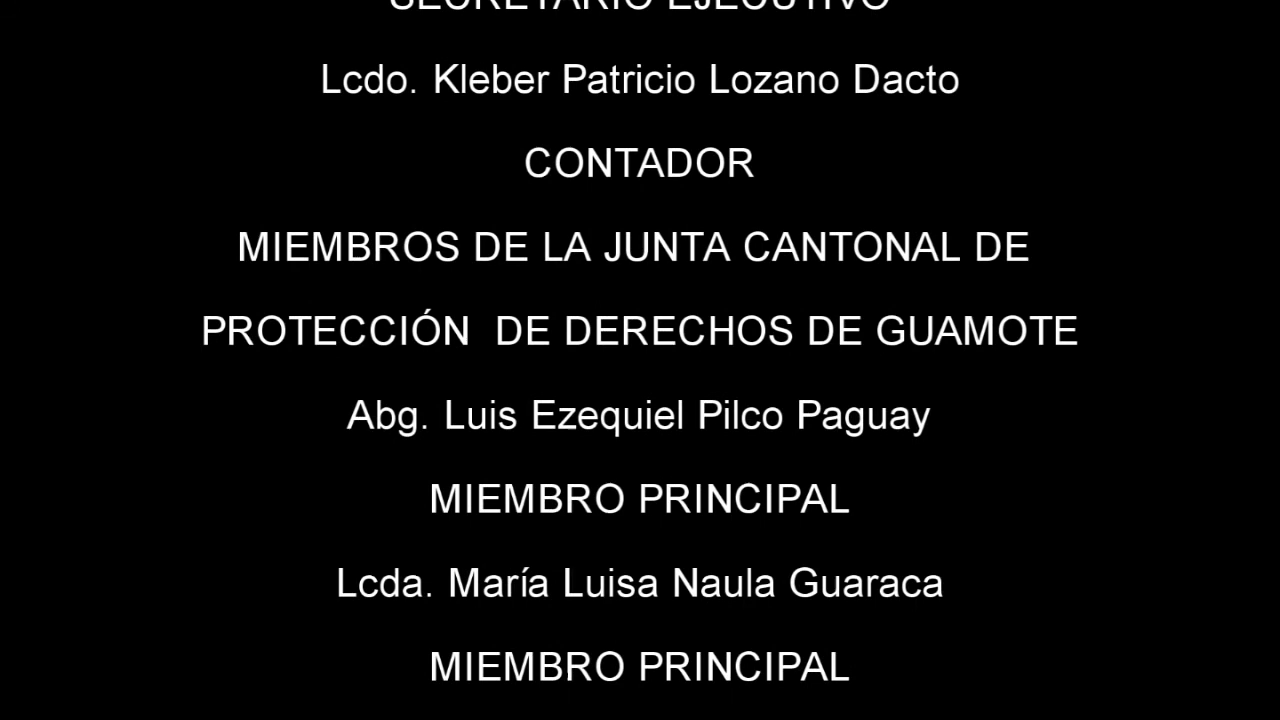 SECRETARIO EJECUTIVO
Lcdo. Kleber Patricio Lozano Dacto
CONTADOR
MIEMBROS DE LA JUNTA CANTONAL DE
PROTECCIÓN  DE DERECHOS DE GUAMOTE
Abg. Luis Ezequiel Pilco Paguay
MIEMBRO PRINCIPAL
Lcda. María Luisa Naula Guaraca
MIEMBRO PRINCIPAL